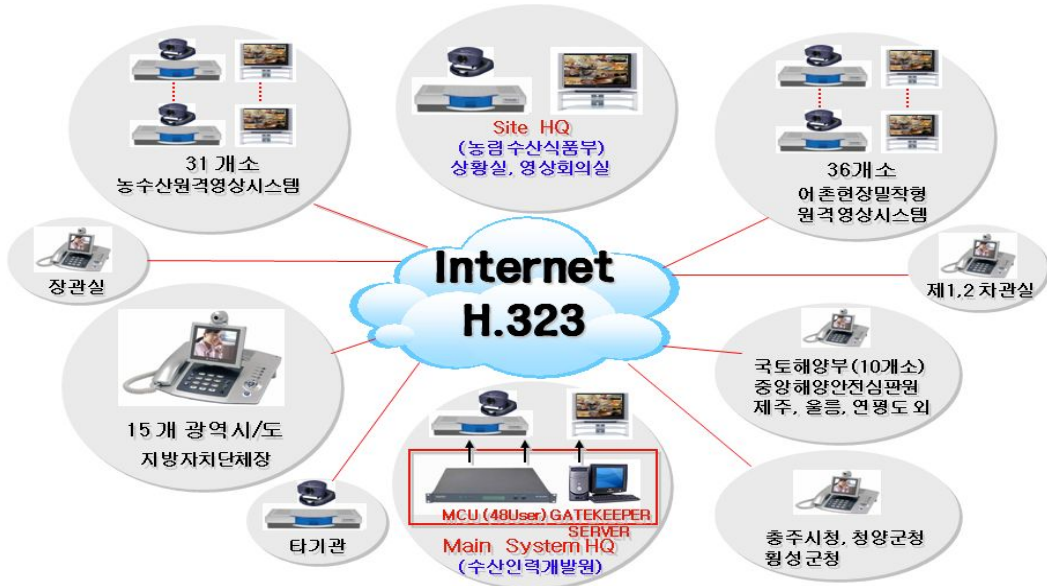 31 개소
농수산원격영상시스템
Site HQ
(농림수산식품부)
상황실, 영상회의실
36개소
어촌현장밀착형
원격영상시스템
Internet
H.323
장관실
제1,2 차관실
15개 광역시/도
지방자치단체장
국토해양부 (10개소)
중앙해양안전심판원
제주, 울릉, 연평도 외
타기관
MCU (48User) GATEKEEPER
SERVER
Main System HQ
(수산인력개발원)
충주시청, 청양군청
횡성군청